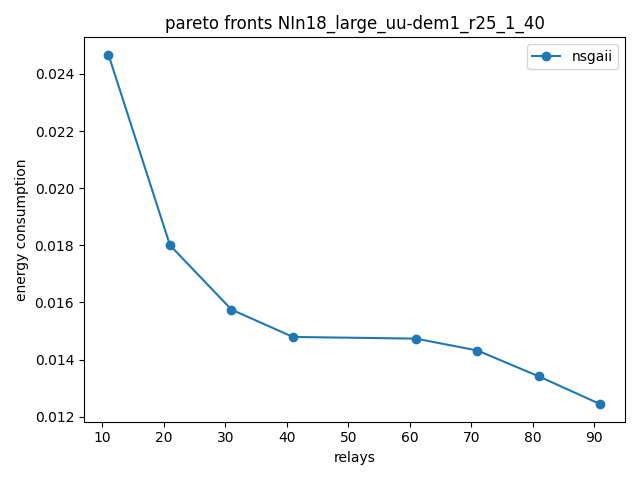 pareto fronts NIn18_large_uu-dem1_r25_1_40
nsgaii
energy consumption
0.024
0.022
0.020
0.018
0.016
0.014
0.012
10 20 30 40 50 60 70 80 90
relays